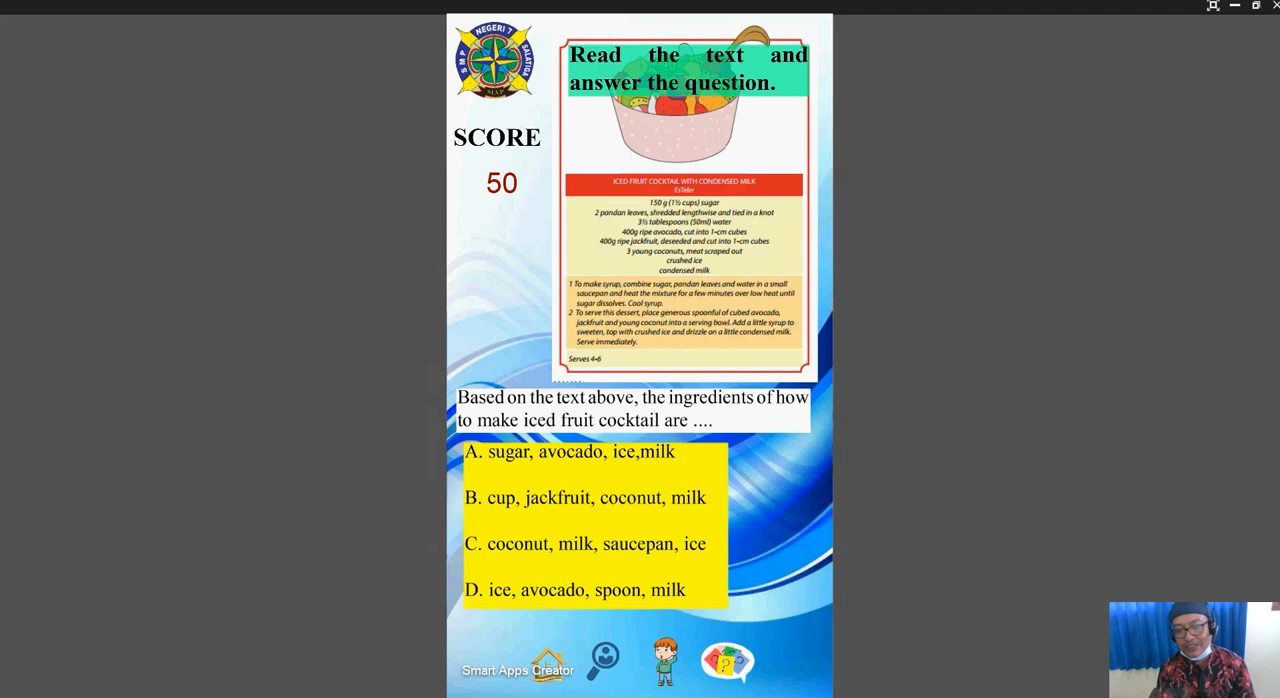 NEGERI 7
SMP
SALATIGA
MAP
Read the text and
answer the question.
SCORE
50
ICED FRUIT COCKTAIL WITH CONDENSED MILK
EsTeler
150 g (1½ cups) sugar
2 pandan leaves, shredded lengthwise and tied in a knot
3½ tablespoons (50ml) water
400g ripe avocado, cut into 1-cm cubes
400g ripe jackfruit, deseeded and cut into 1-cm cubes
3 young coconuts, meat scraped out
crushed ice
condensed milk
1 To make syrup, combine sugar, pandan leaves and water in a small
saucepan and heat the mixture for a few minutes over low heat until
sugar dissolves. Cool syrup.
2 To serve this dessert, place generous spoonful of cubed avocado,
jackfruit and young coconut into a serving bowl. Add a little syrup to
sweeten, top with crushed ice and drizzle on a little condensed milk.
Serve immediately.
Serves 4-6
Based on the text above, the ingredients of how
to make iced fruit cocktail are ....
A. sugar, avocado, ice,milk
B. cup, jackfruit, coconut, milk
C. coconut, milk, saucepan, ice
D. ice, avocado, spoon, milk
Smart Apps Creator
?